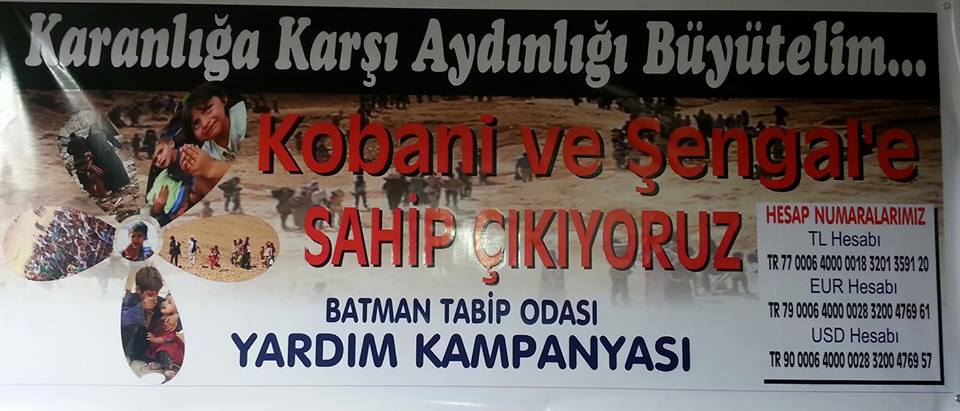 Karanlığa Karşı Aydınlığı Büyütelim...
Kobani ve Şengal'e
SAHİP ÇIKIYORUZ
BATMAN TABİP ODASI
YARDIM KAMPANYASI
HESAP NUMARALARIMIZ
TL Hesabı
TR 77 0006 4000 0018 3201 3591 20
EUR Hesabı
TR 79 0006 4000 0028 3200 4769 61
USD Hesabı
TR 90 0006 4000 0028 3200 4769 57